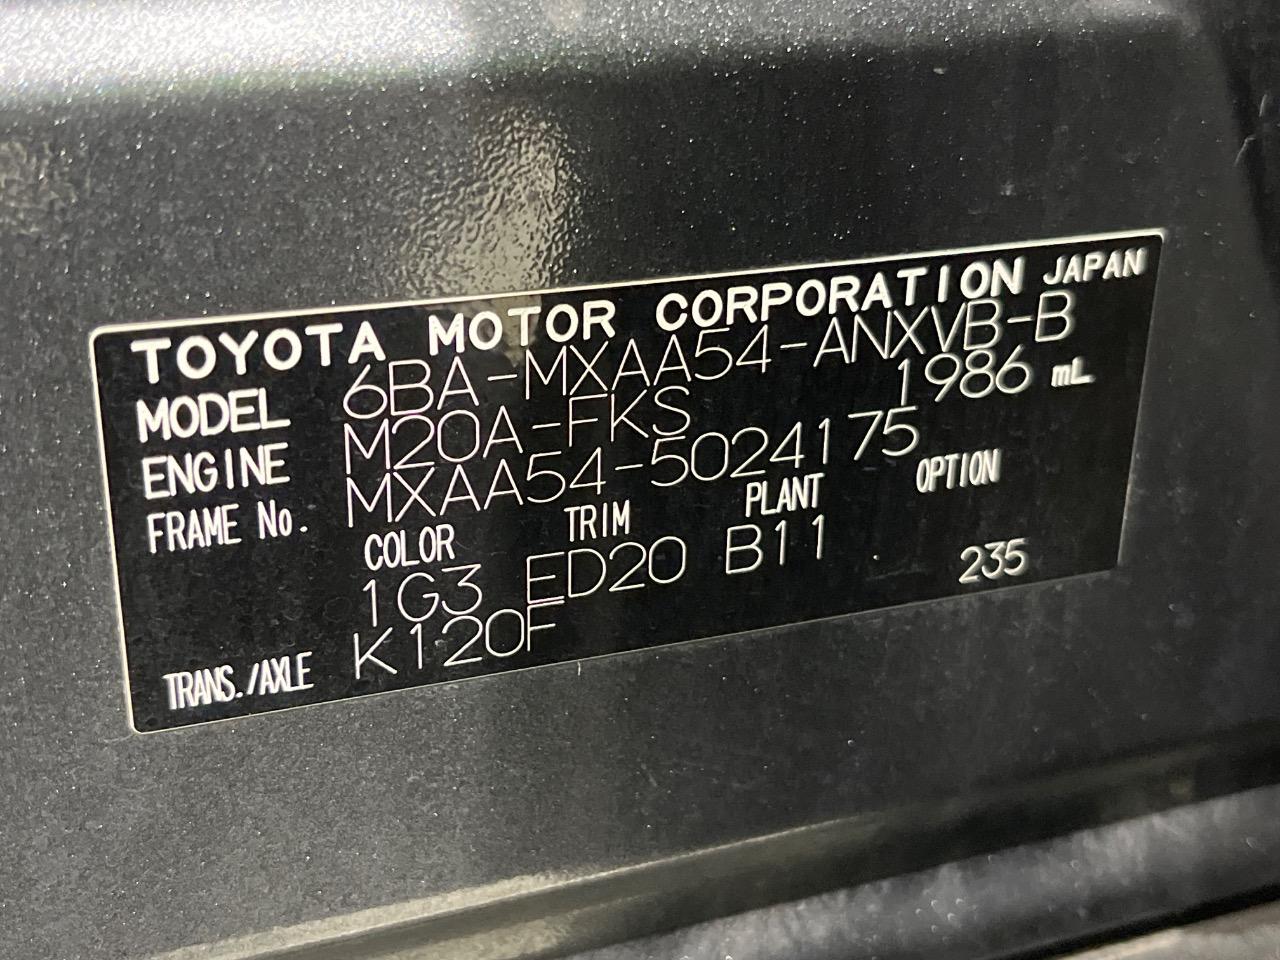 TOYOTA MOTOR CORPORATION JAPAN
MODEL 6BA-MXAA54-ANXVB-B
ENGINE M20A-FKS 1986 mL
FRAME No. MXAA54-5024175
COLOR TRIM PLANT OPTION
1G3 ED20 B11 235
TRANS./AXLE K120F